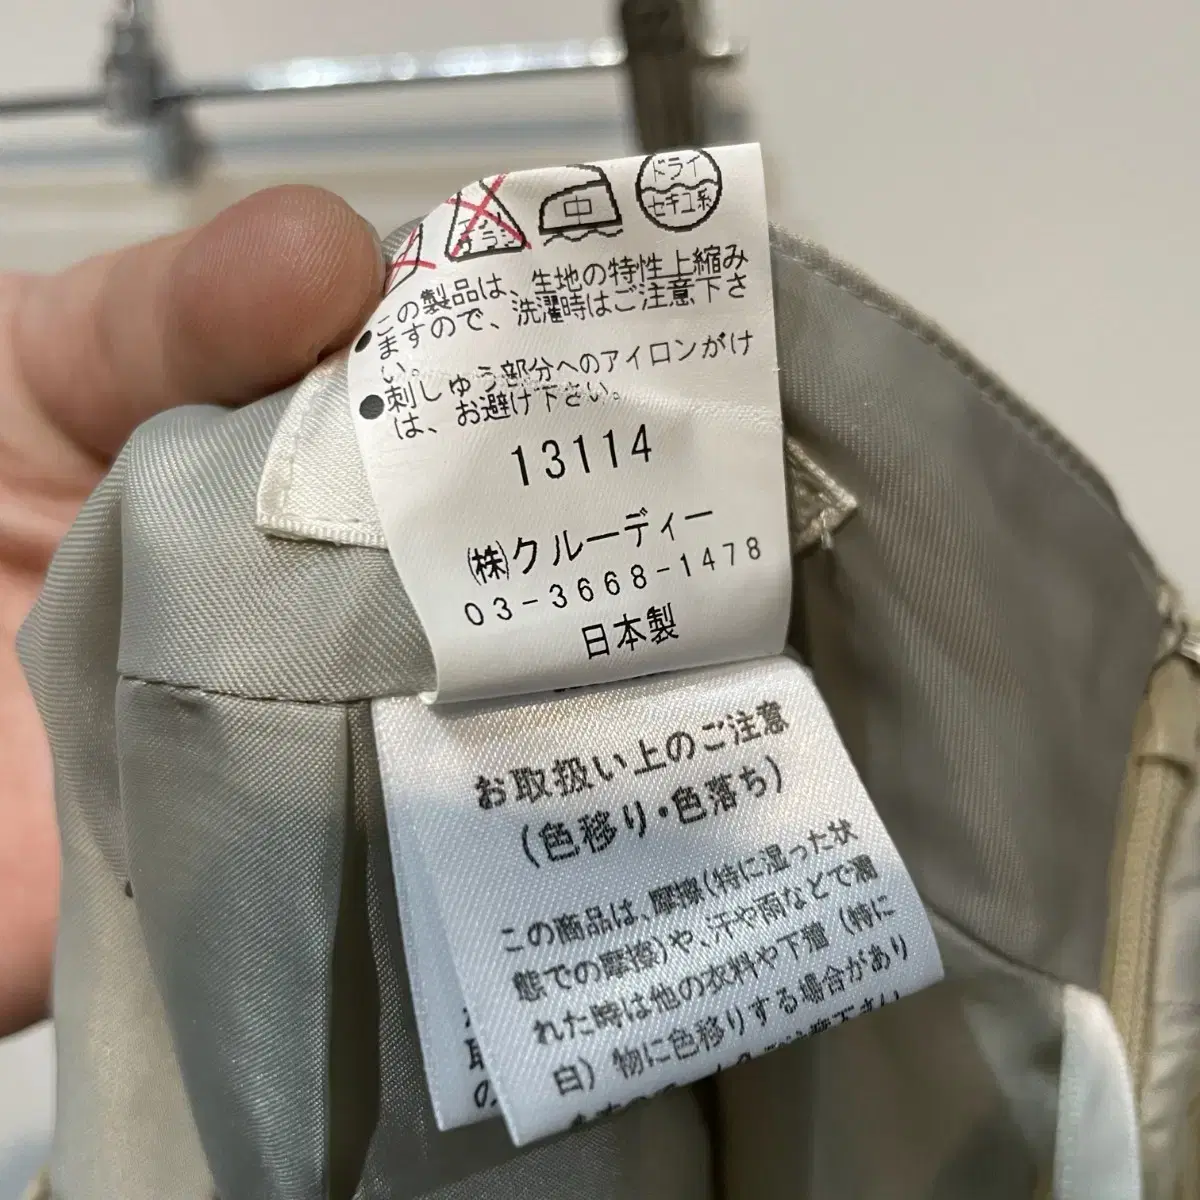 中
ドライ
セキユ系
この製品は、生地の特性上縮み
ますので、洗濯時はご注意下さ
い。
●刺しゅう部分へのアイロンがけ
は、お避け下さい。
13114
㈱クルーディー
03-3668-1478
日本製
お取扱い上のご注意
(色移り・色落ち)
この商品は、摩擦(特に湿った状
態での摩擦)や、汗や雨などで濡
れた時は他の衣料や下着(特に
白)物に色移りする場合があり